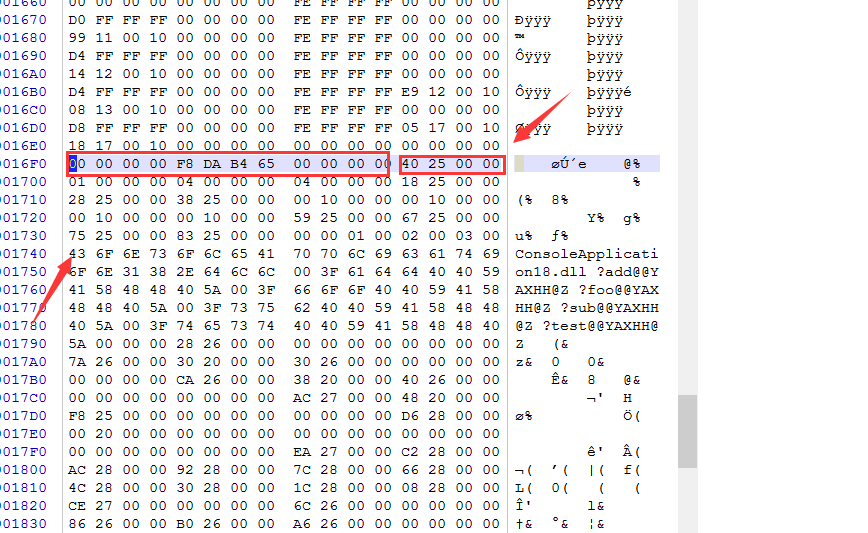 001660 00 00 00 00 00 00 00 00 FE FF FF FF 00 00 00 00 þÿÿÿ
001670 D0 FF FF FF 00 00 00 00 FE FF FF FF 00 00 00 00 Ðÿÿÿ þÿÿÿ
001680 99 11 00 10 00 00 00 00 FE FF FF FF 00 00 00 00 ™ þÿÿÿ
001690 D4 FF FF FF 00 00 00 00 FE FF FF FF 00 00 00 00 Ôÿÿÿ þÿÿÿ
0016A0 14 12 00 10 00 00 00 00 FE FF FF FF 00 00 00 00 þÿÿÿ
0016B0 D4 FF FF FF 00 00 00 00 FE FF FF FF E9 12 00 10 Ôÿÿÿ þÿÿÿé
0016C0 08 13 00 10 00 00 00 00 FE FF FF FF 00 00 00 00 þÿÿÿ
0016D0 D8 FF FF FF 00 00 00 00 FE FF FF FF 05 17 00 10 Øÿÿÿ þÿÿÿ
0016E0 18 17 00 10 00 00 00 00 00 00 00 00 00 00 00 00
0016F0 00 00 00 00 F8 DA B4 65 00 00 00 00 40 25 00 00 øÚ´e @%
001700 01 00 00 00 04 00 00 00 04 00 00 00 18 25 00 00 %
001710 28 25 00 00 38 25 00 00 00 10 00 00 00 10 00 00 (% 8%
001720 00 10 00 00 00 10 00 00 59 25 00 00 67 25 00 00 Y% g%
001730 75 25 00 00 83 25 00 00 00 00 01 00 02 00 03 00 u% ƒ%
001740 43 6F 6E 73 6F 6C 65 41 70 70 6C 69 63 61 74 69 ConsoleApplicati
001750 6F 6E 31 38 2E 64 6C 6C 00 3F 61 64 64 40 40 59 on18.dll ?add@@Y
001760 41 58 48 48 40 5A 00 3F 66 6F 6F 40 40 59 41 58 AXHH@Z ?foo@@YAX
001770 48 48 40 5A 00 3F 73 75 62 40 40 59 41 58 48 48 HH@Z ?sub@@YAXHH
001780 40 5A 00 3F 74 65 73 74 40 40 59 41 58 48 48 40 @Z ?test@@YAXHH@
001790 5A 00 00 00 28 26 00 00 00 00 00 00 00 00 00 00 Z (&
0017A0 7A 26 00 00 30 20 00 00 30 26 00 00 00 00 00 00 z& 0 0&
0017B0 00 00 00 00 CA 26 00 00 38 20 00 00 40 26 00 00 Ê& 8 @&
0017C0 00 00 00 00 00 00 00 00 AC 27 00 00 48 20 00 00 ¬' H
0017D0 F8 25 00 00 00 00 00 00 00 00 00 00 D6 28 00 00 ø% Ö(
0017E0 00 20 00 00 00 00 00 00 00 00 00 00 00 00 00 00
0017F0 00 00 00 00 00 00 00 00 EA 27 00 00 C2 28 00 00 ê' Â(
001800 AC 28 00 00 92 28 00 00 7C 28 00 00 66 28 00 00 ¬( ’( |( f(
001810 4C 28 00 00 30 28 00 00 1C 28 00 00 08 28 00 00 L( 0( ( (
001820 CE 27 00 00 00 00 00 00 6C 26 00 00 00 00 00 00 Î' l&
001830 86 26 00 00 B0 26 00 00 A6 26 00 00 00 00 00 00 †& °& ¦&